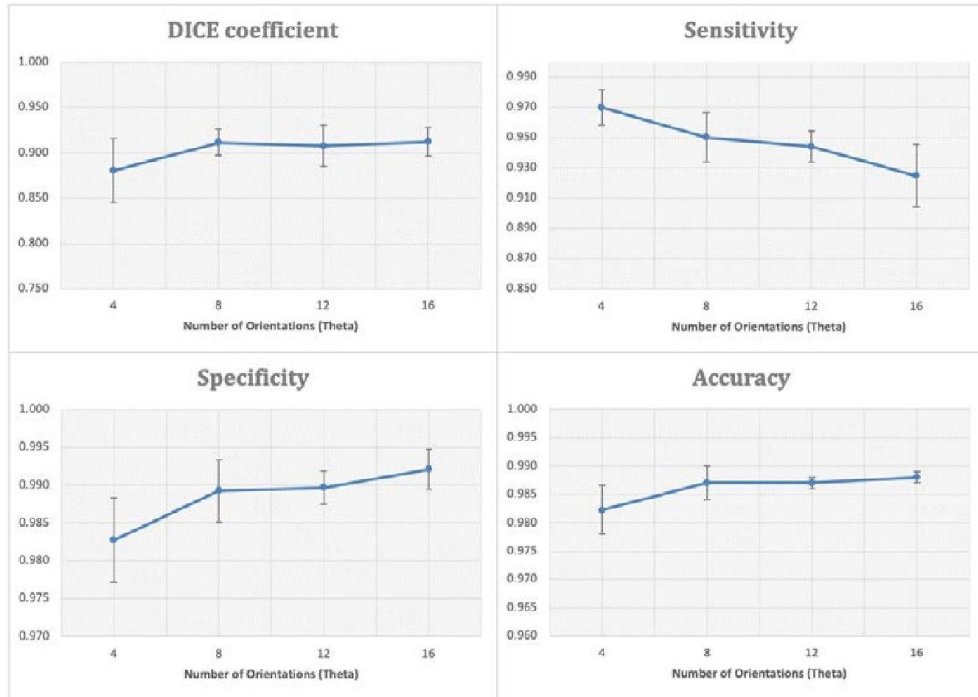 DICE coefficient
1.000
0.950
0.900
0.850
0.800
0.750
4 8 12 16
Number of Orientations (Theta)
Sensitivity
0.990
0.970
0.950
0.930
0.910
0.890
0.870
0.850
4 8 12 16
Number of Orientations (Theta)
Specificity
1.000
0.995
0.990
0.985
0.980
0.975
0.970
4 8 12 16
Number of Orientations (Theta)
Accuracy
1.000
0.995
0.990
0.985
0.980
0.975
0.970
0.965
0.960
4 8 12 16
Number of Orientations (Theta)